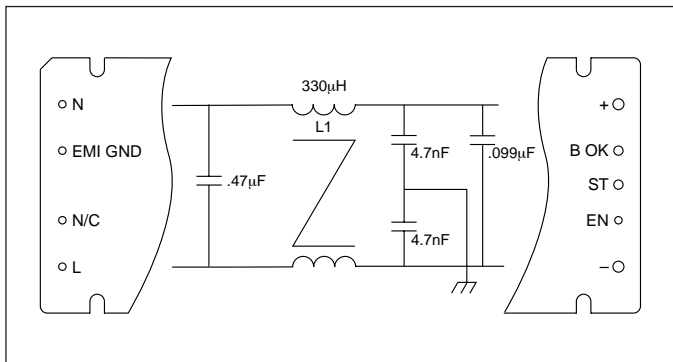 330µH
N
L1
+
EMI GND
4.7nF
.099µF
B OK
.47µF
ST
N/C
4.7nF
EN
L
–